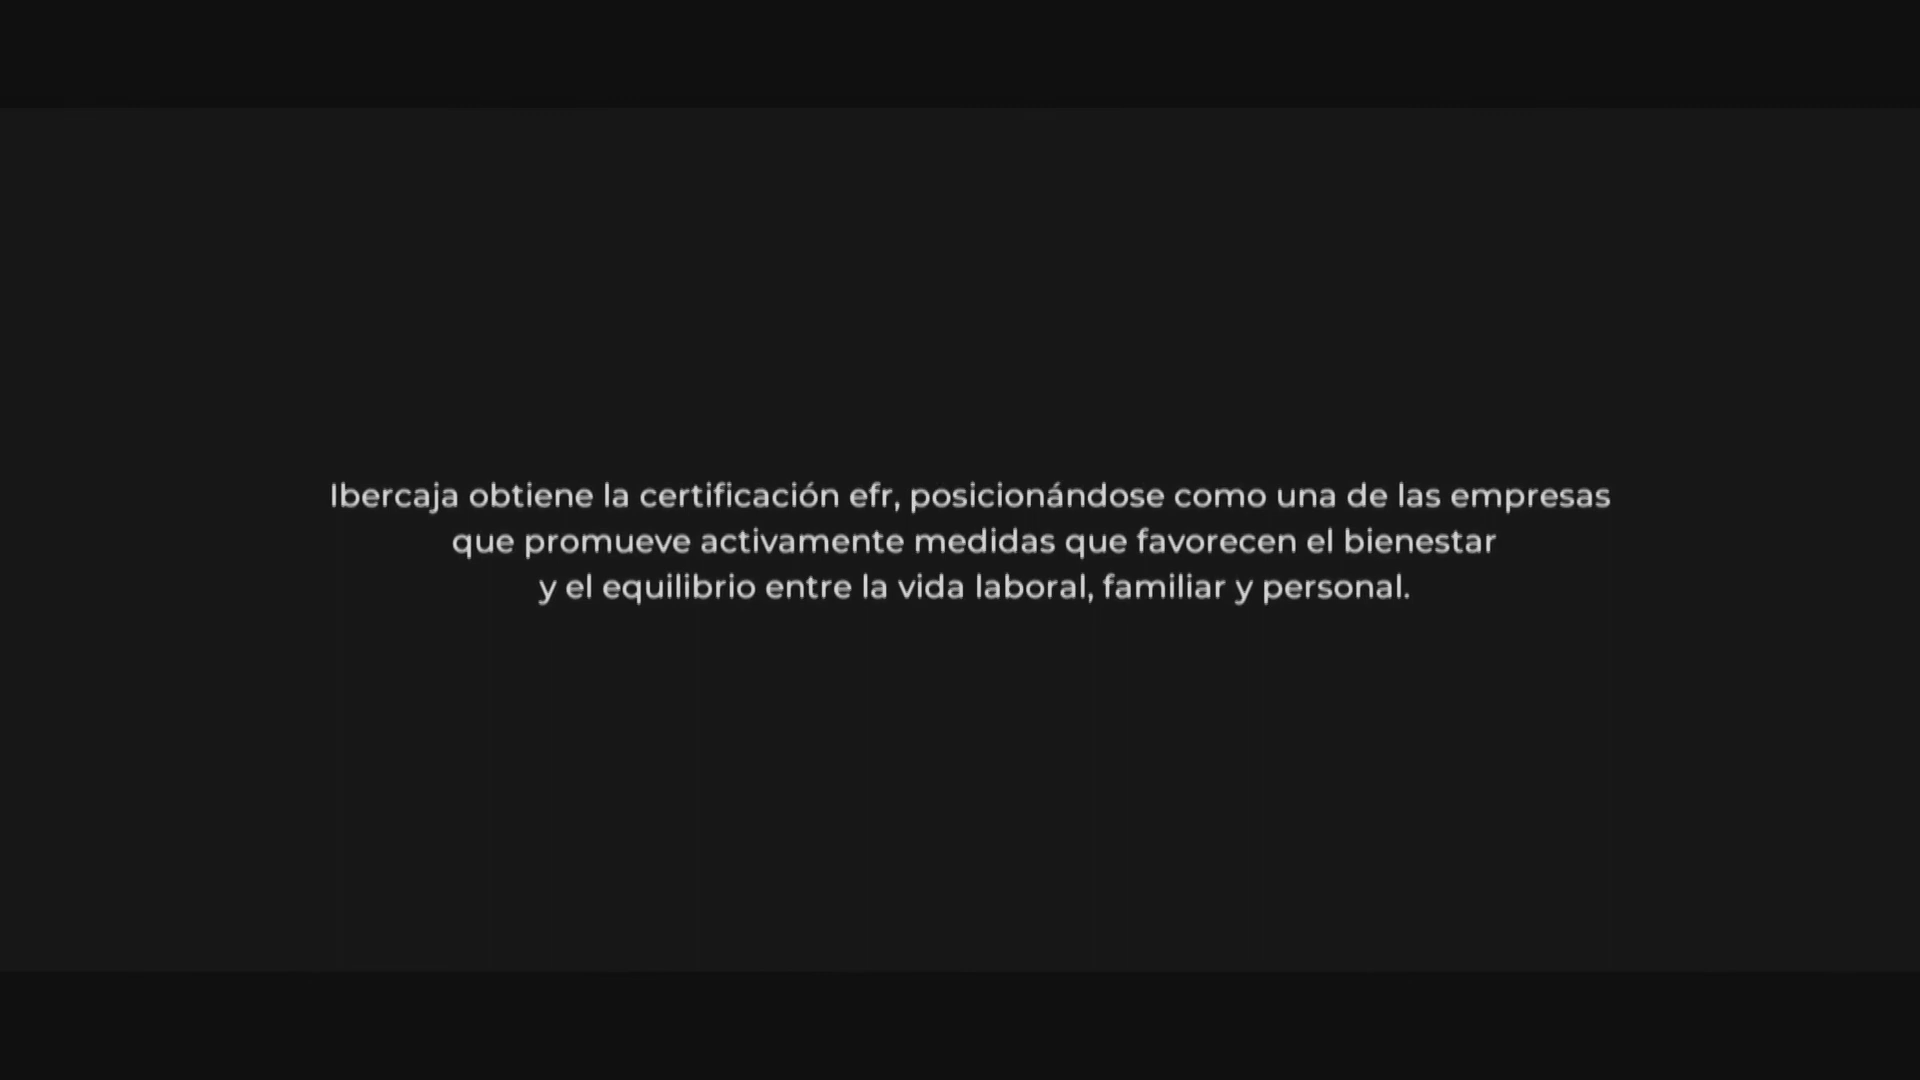 Ibercaja obtiene la certificación efr, posicionándose como una de las empresas
que promueve activamente medidas que favorecen el bienestar
y el equilibrio entre la vida laboral, familiar y personal.